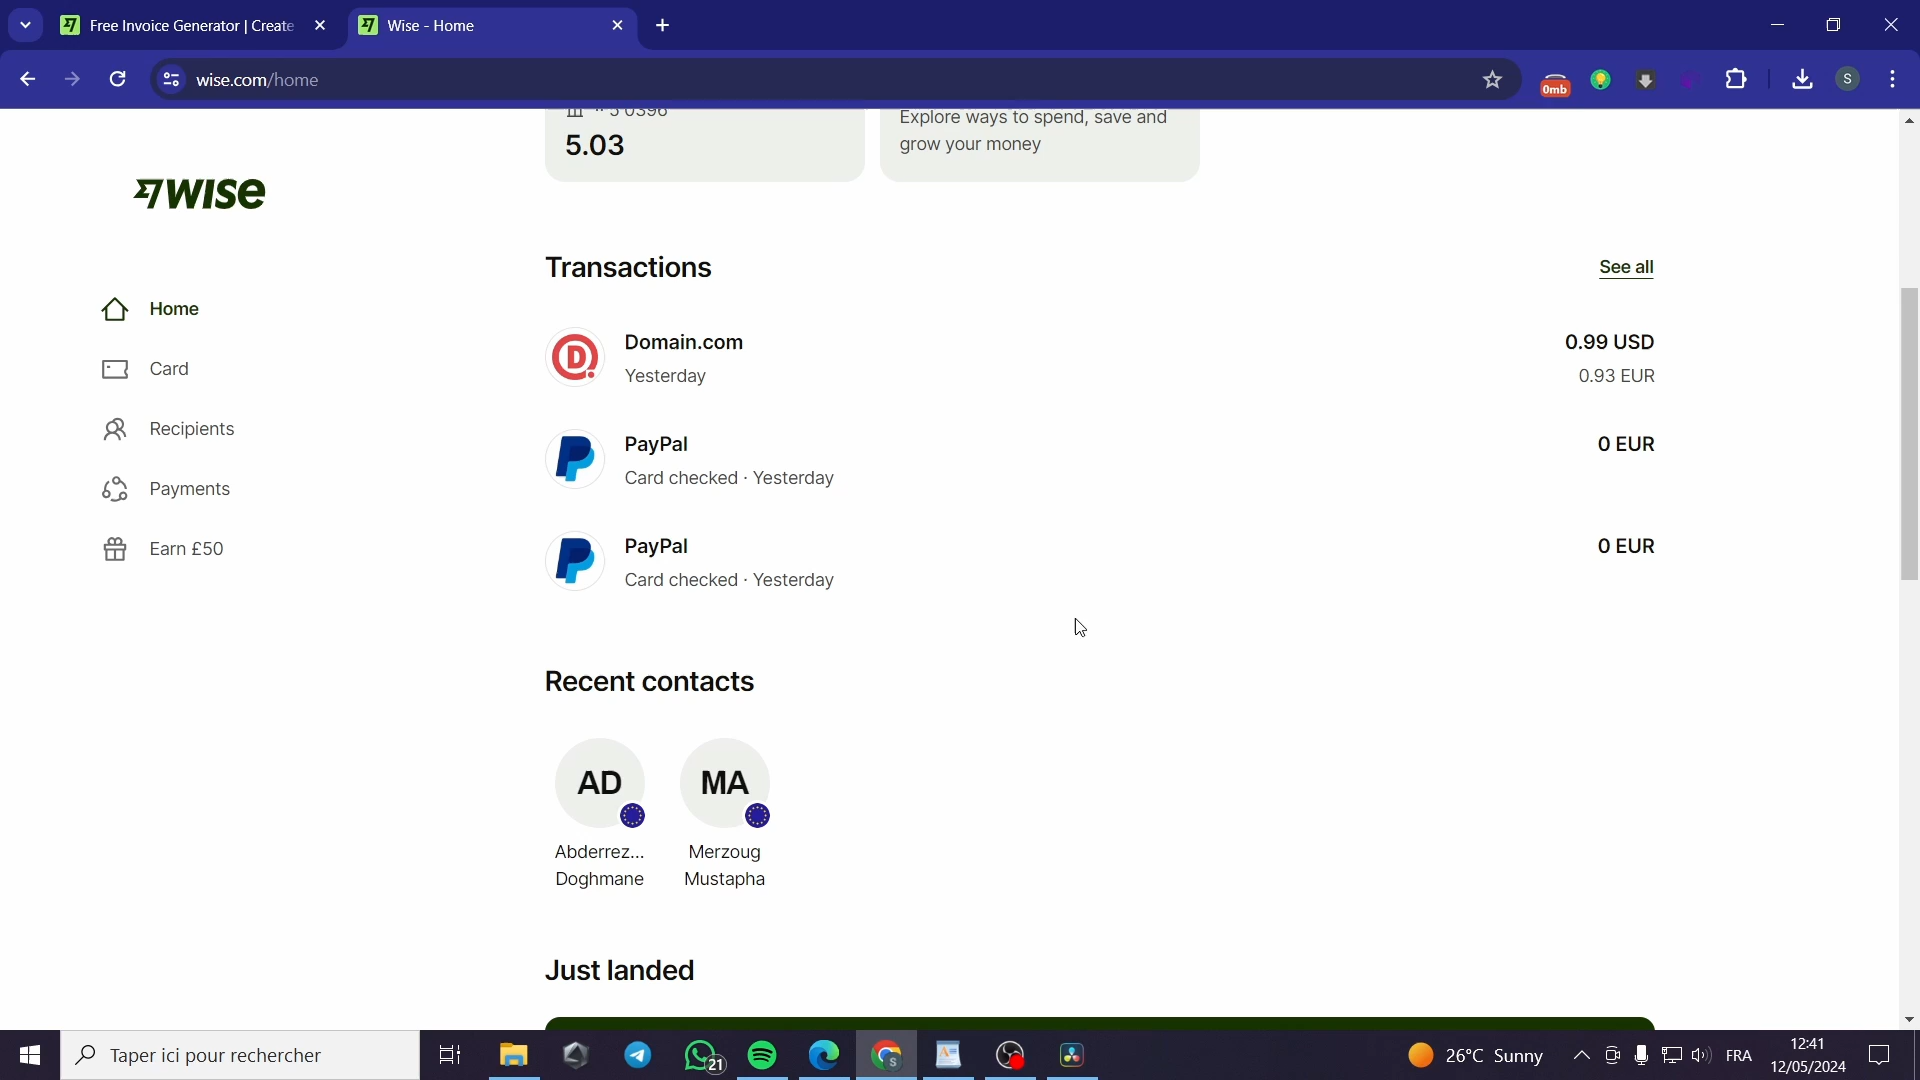 Free Invoice Generator | Create
Wise - Home
wise.com/home
0mb
S
5.03
Explore ways to spend, save and
grow your money
WISE
Home
Card
Recipients
Payments
Earn £50
Transactions
See all
Domain.com
0.99 USD
Yesterday
0.93 EUR
PayPal
0 EUR
Card checked · Yesterday
PayPal
0 EUR
Card checked · Yesterday
Recent contacts
AD
MA
Abderrez...
Doghmane
Merzoug
Mustapha
Just landed
Taper ici pour rechercher
21
26°C Sunny
FRA
12:41
12/05/2024